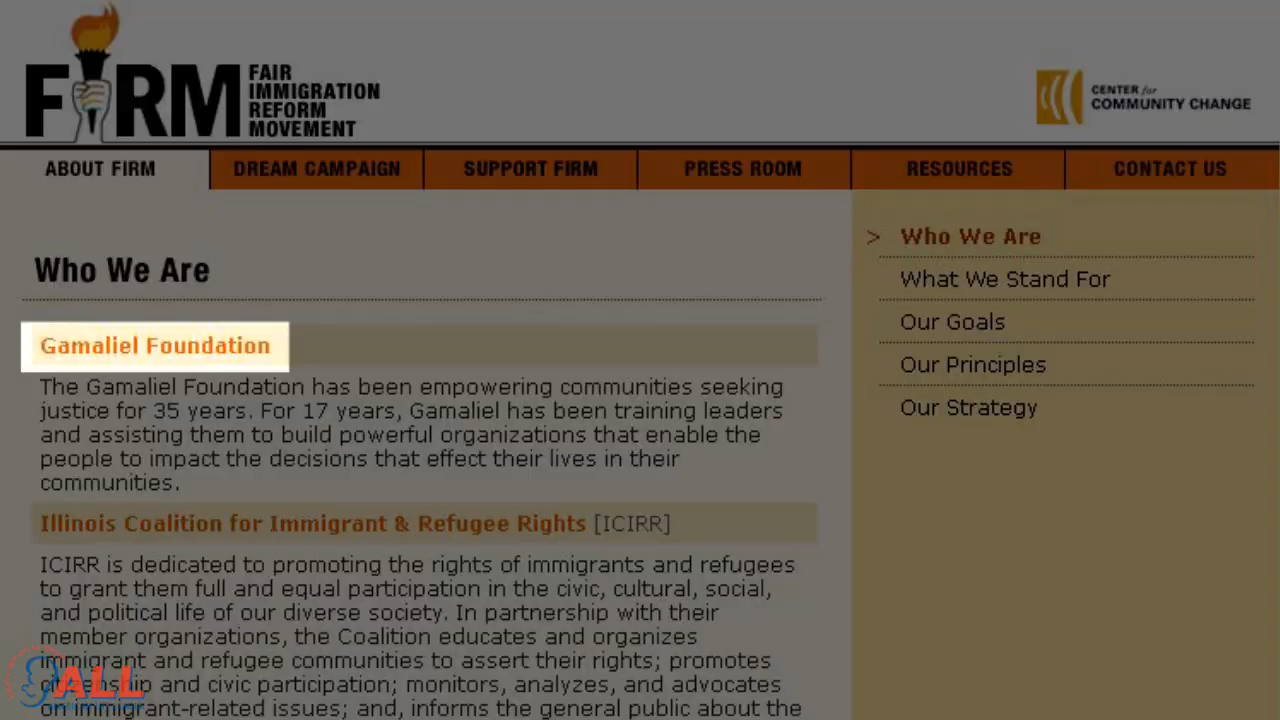 FIRM
FAIR
IMMIGRATION
REFORM
MOVEMENT
CENTER for
COMMUNITY CHANGE
ABOUT FIRM
DREAM CAMPAIGN
SUPPORT FIRM
PRESS ROOM
RESOURCES
CONTACT US
Who We Are
Gamaliel Foundation
The Gamaliel Foundation has been empowering communities seeking
justice for 35 years. For 17 years, Gamaliel has been training leaders
and assisting them to build powerful organizations that enable the
people to impact the decisions that effect their lives in their
communities.
Illinois Coalition for Immigrant & Refugee Rights [ICIRR]
ICIRR is dedicated to promoting the rights of immigrants and refugees
to grant them full and equal participation in the civic, cultural, social,
and political life of our diverse society. In partnership with their
member organizations, the Coalition educates and organizes
immigrant and refugee communities to assert their rights; promotes
citizenship and civic participation; monitors, analyzes, and advocates
on immigrant-related issues; and, informs the general public about the
> Who We Are
What We Stand For
Our Goals
Our Principles
Our Strategy
ALL